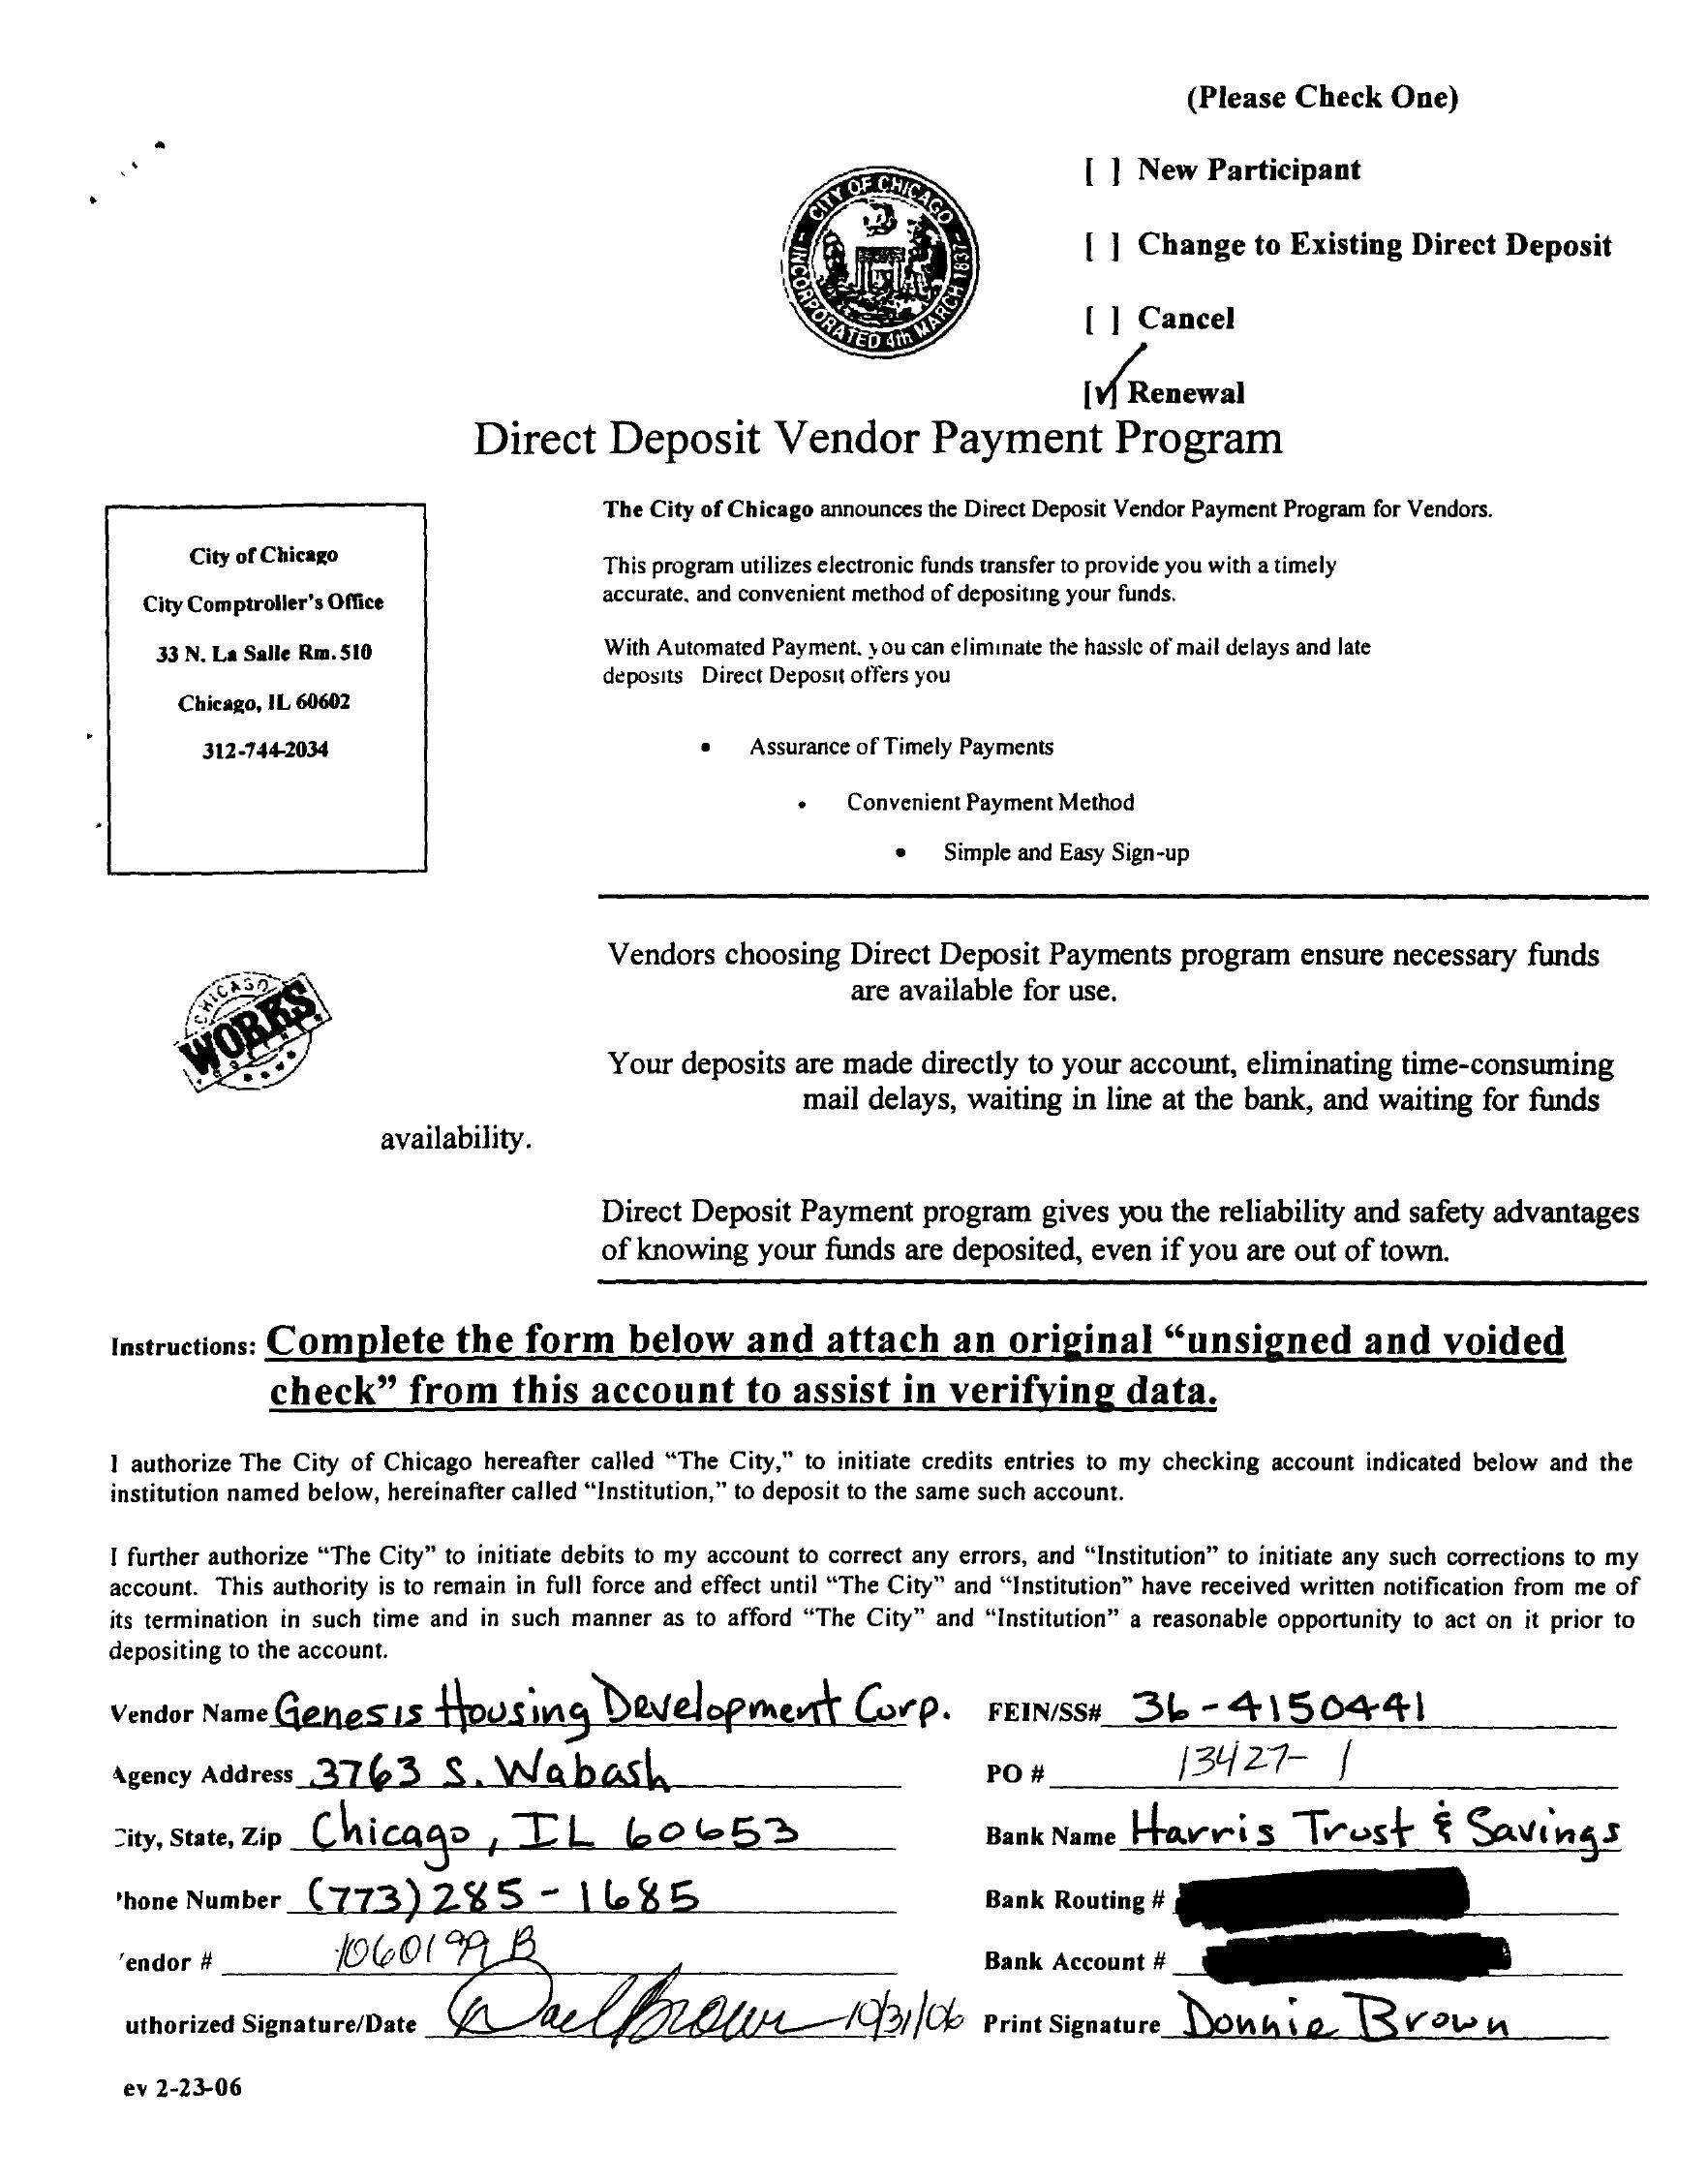 (Please Check One)
[ ] New Participant
[ ] Change to Existing Direct Deposit
[ ] Cancel
[✓] Renewal
CITY OF CHICAGO - INCORPORATED 4th MARCH 1837 -
Direct Deposit Vendor Payment Program
City of Chicago
City Comptroller's Office
33 N. La Salle Rm. 510
Chicago, IL 60602
312-744-2034
The City of Chicago announces the Direct Deposit Vendor Payment Program for Vendors.
This program utilizes electronic funds transfer to provide you with a timely
accurate, and convenient method of depositing your funds.
With Automated Payment, you can eliminate the hassle of mail delays and late
deposits Direct Deposit offers you
• Assurance of Timely Payments
• Convenient Payment Method
• Simple and Easy Sign-up
CHICAGO
WORKS
Vendors choosing Direct Deposit Payments program ensure necessary funds
are available for use.
Your deposits are made directly to your account, eliminating time-consuming
mail delays, waiting in line at the bank, and waiting for funds
availability.
Direct Deposit Payment program gives you the reliability and safety advantages
of knowing your funds are deposited, even if you are out of town.
Instructions: Complete the form below and attach an original “unsigned and voided
check” from this account to assist in verifying data.
I authorize The City of Chicago hereafter called “The City,” to initiate credits entries to my checking account indicated below and the
institution named below, hereinafter called “Institution,” to deposit to the same such account.
I further authorize “The City” to initiate debits to my account to correct any errors, and “Institution” to initiate any such corrections to my
account. This authority is to remain in full force and effect until “The City” and “Institution” have received written notification from me of
its termination in such time and in such manner as to afford “The City” and “Institution” a reasonable opportunity to act on it prior to
depositing to the account.
Vendor Name Genesis Housing Development Corp. FEIN/SS# 36-4150441
Agency Address 3763 S. Wabash PO # 13427-1
City, State, Zip Chicago, IL 60653 Bank Name Harris Trust & Savings
hone Number (773) 285-1685 Bank Routing #
endor # 1060199 B Bank Account #
uthorized Signature/Date 10/31/06 Print Signature Donnie Brown
ev 2-23-06